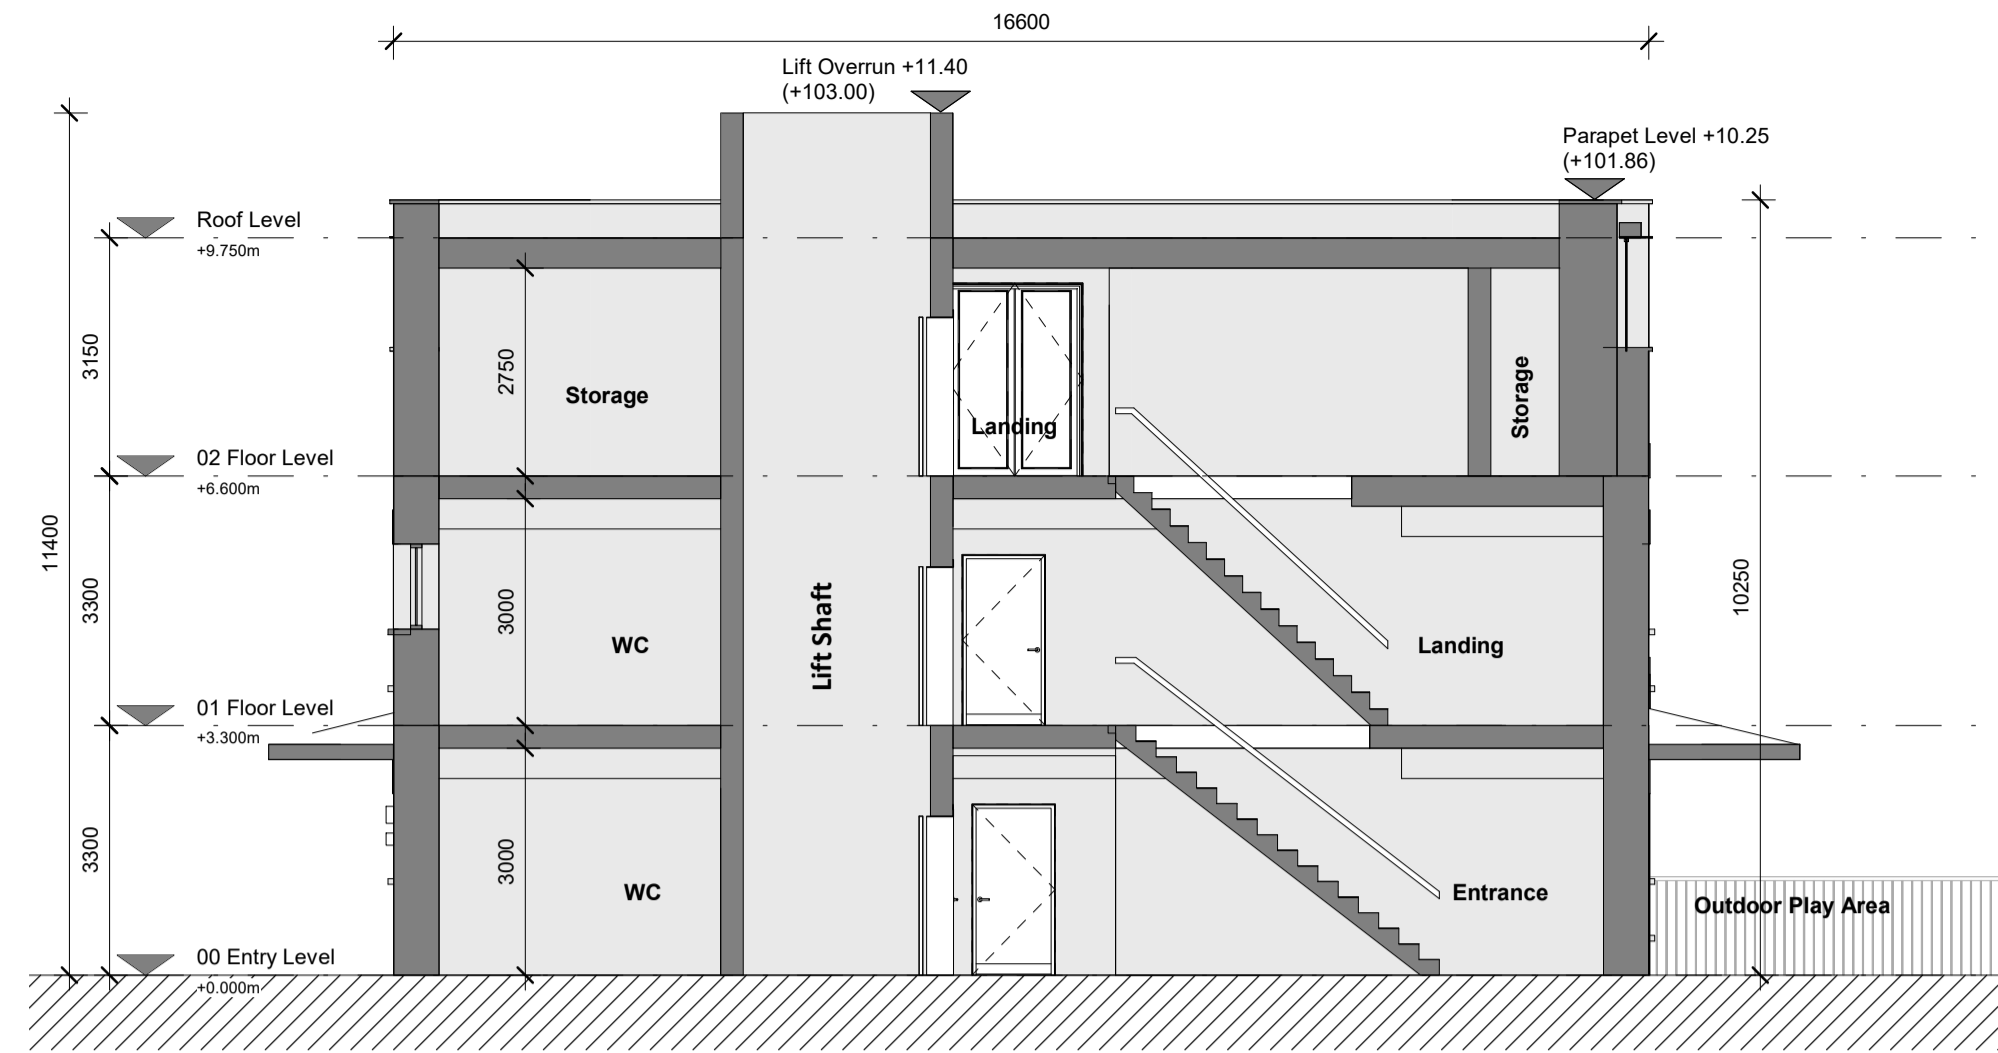 16600
Lift Overrun +11.40
(+103.00)
Parapet Level +10.25
(+101.86)
Roof Level
+9.750m
3150
2750
Storage
Landing
Storage
02 Floor Level
+6.600m
11400
3300
3000
WC
Lift Shaft
Landing
10250
01 Floor Level
+3.300m
3300
3000
WC
Entrance
Outdoor Play Area
00 Entry Level
+0.000m